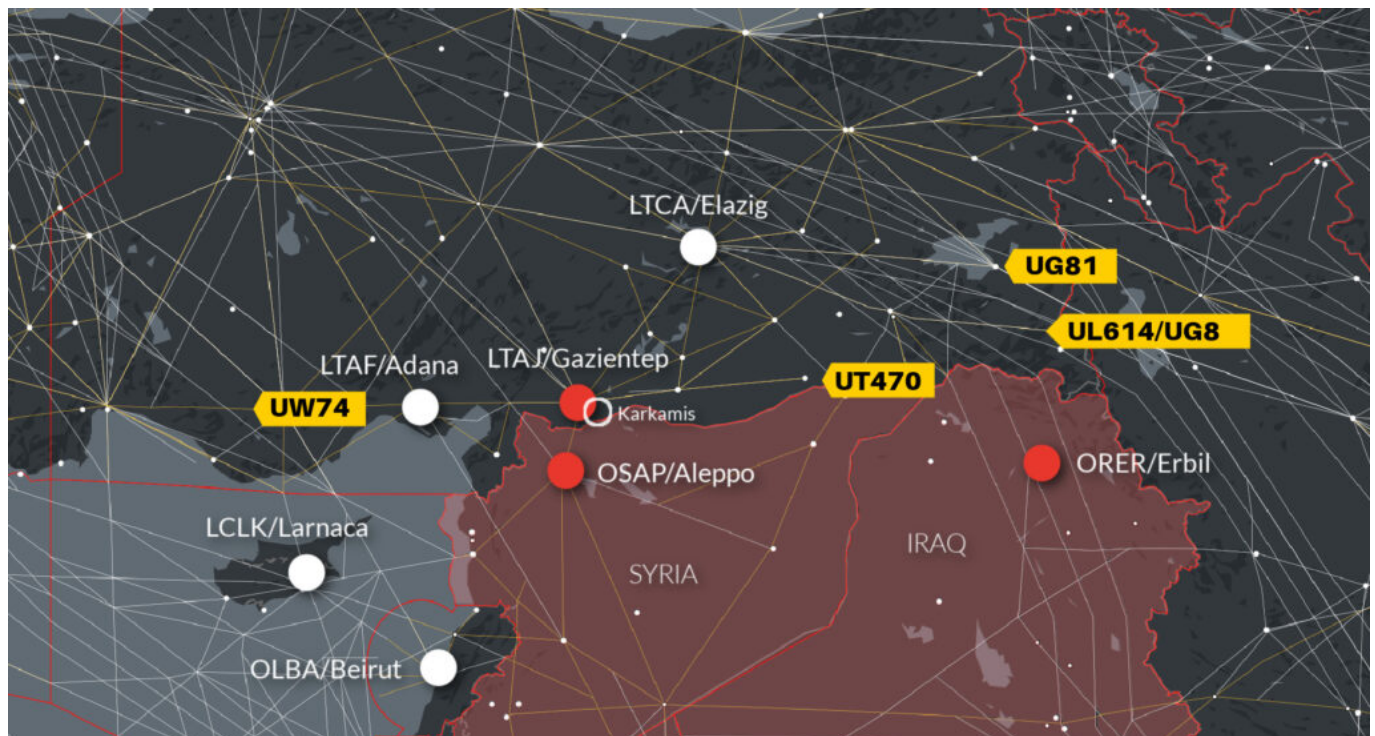 LTCA/Elazig
UG81
UL614/UG8
LTAF/Adana
LTAJ/Gazientep
UT470
UW74
Karkamis
OSAP/Aleppo
ORER/Erbil
LCLK/Larnaca
IRAQ
SYRIA
OLBA/Beirut